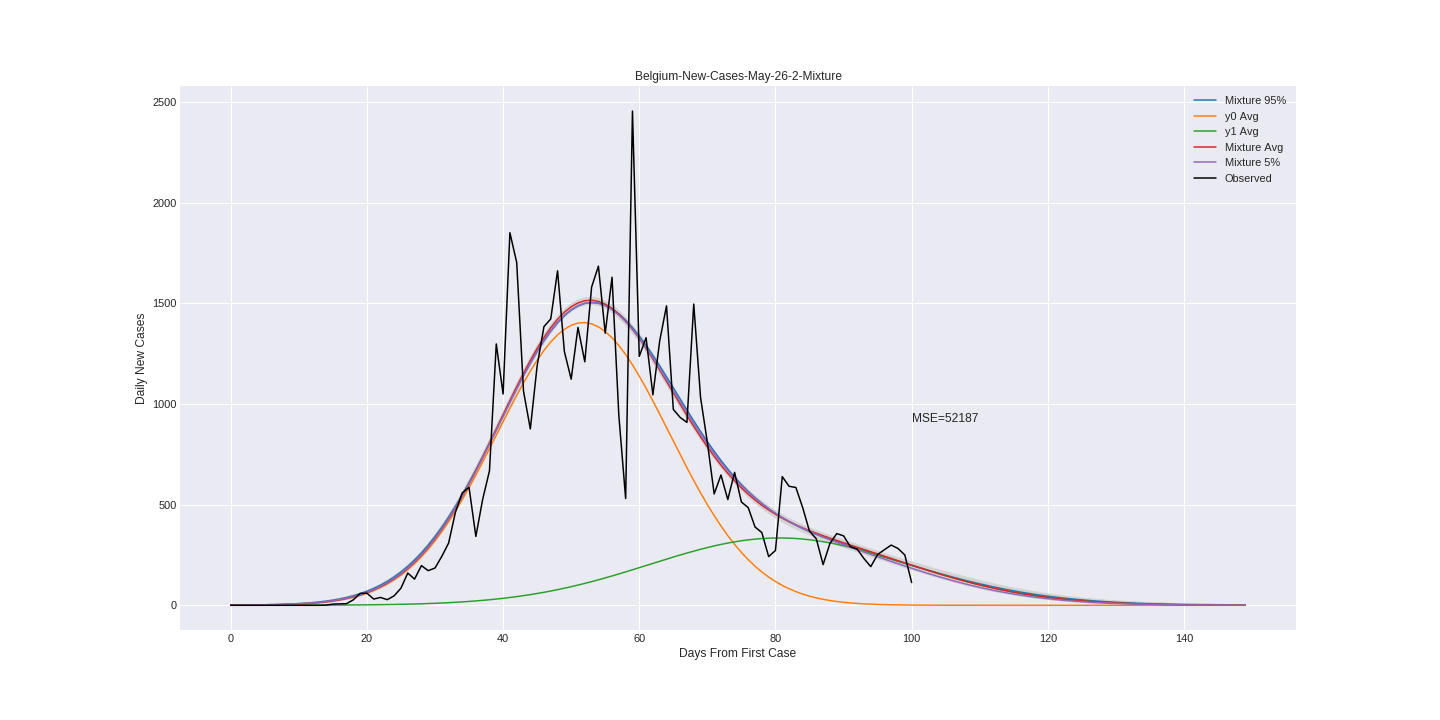 Belgium-New-Cases-May-26-2-Mixture
2500
2000
1500
1000
500
0
Daily New Cases
Mixture 95%
y0 Avg
y1 Avg
Mixture Avg
Mixture 5%
Observed
MSE=52187
0 20 40 60 80 100 120 140
Days From First Case